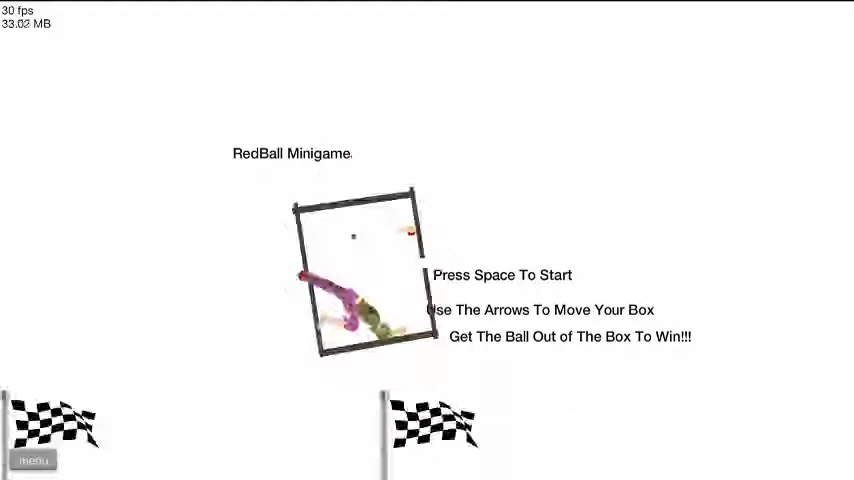 30 fps
33.02 MB
RedBall Minigame.
Press Space To Start
Use The Arrows To Move Your Box
Get The Ball Out of The Box To Win!!!
menu